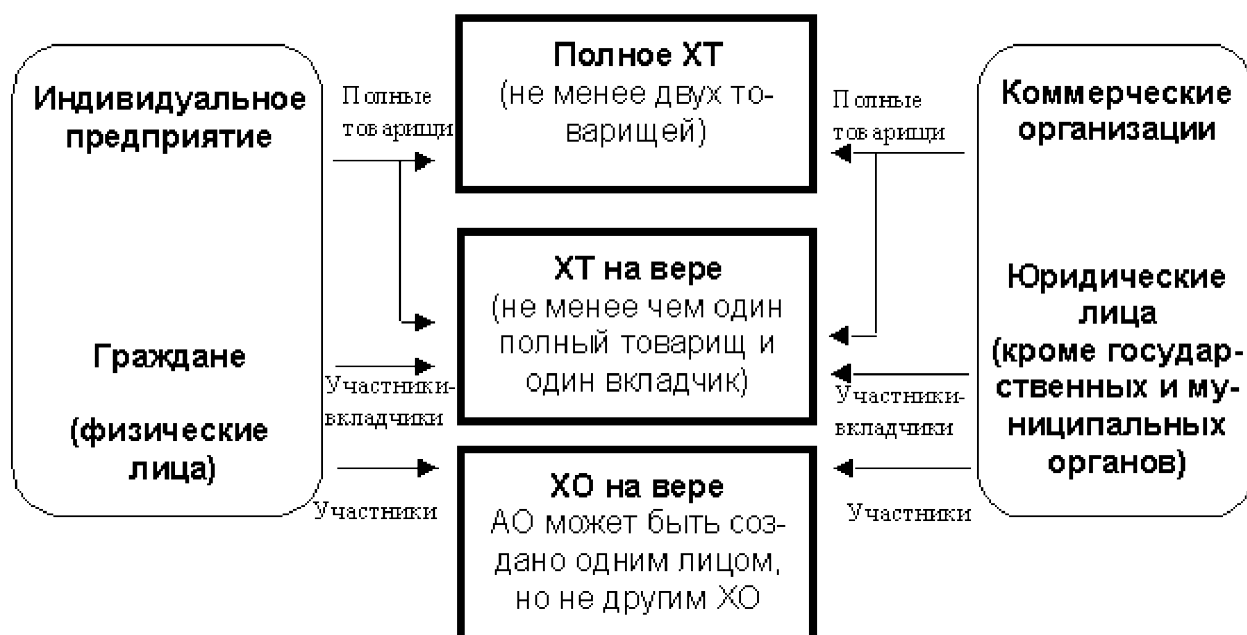 Индивидуальное
предприятие
Граждане
(физические
лица)
Полные
товарищи
Участники-
вкладчики
Участники
Полное ХТ
(не менее двух то-
варищей)
ХТ на вере
(не менее чем один
полный товарищ и
один вкладчик)
ХО на вере
АО может быть соз-
дано одним лицом,
но не другим ХО
Полные
товарищи
Участники-
вкладчики
Участники
Коммерческие
организации
Юридические
лица
(кроме государ-
ственных и му-
ниципальных
органов)